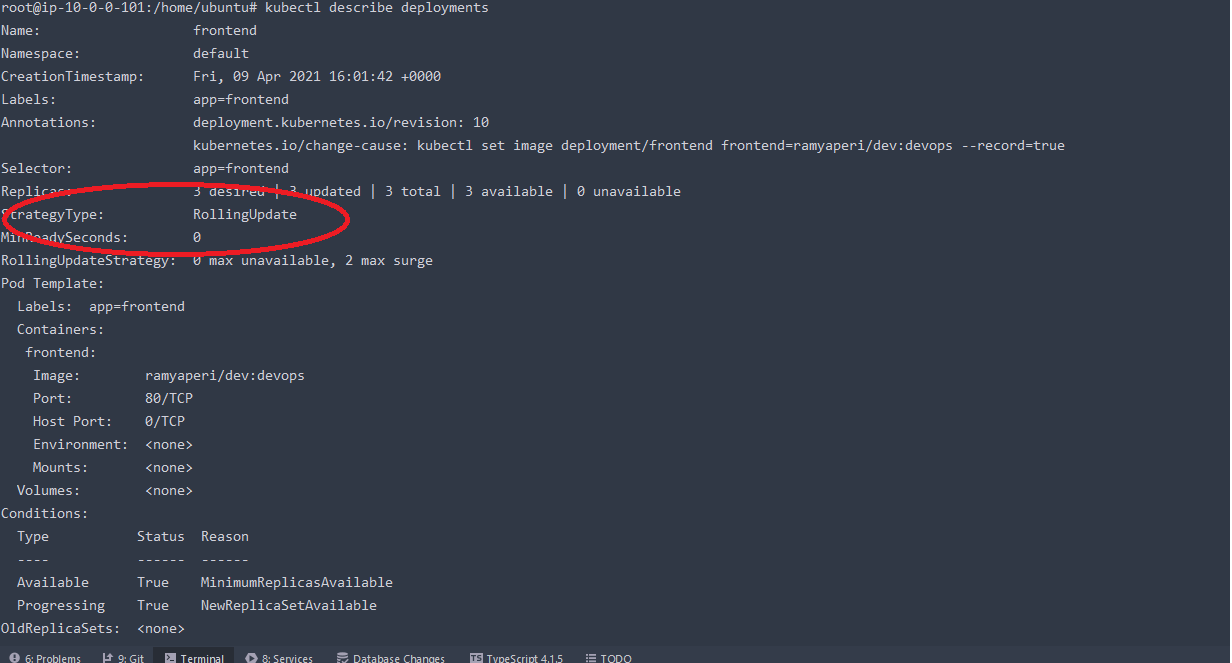 root@ip-10-0-0-101:/home/ubuntu# kubectl describe deployments
Name: frontend
Namespace: default
CreationTimestamp: Fri, 09 Apr 2021 16:01:42 +0000
Labels: app=frontend
Annotations: deployment.kubernetes.io/revision: 10
kubernetes.io/change-cause: kubectl set image deployment/frontend frontend=ramyaperi/dev:devops --record=true
Selector: app=frontend
Replicas: 3 desired | 3 updated | 3 total | 3 available | 0 unavailable
StrategyType: RollingUpdate
MinReadySeconds: 0
RollingUpdateStrategy: 0 max unavailable, 2 max surge
Pod Template:
Labels: app=frontend
Containers:
frontend:
Image: ramyaperi/dev:devops
Port: 80/TCP
Host Port: 0/TCP
Environment: <none>
Mounts: <none>
Volumes: <none>
Conditions:
Type Status Reason
---- ------ ------
Available True MinimumReplicasAvailable
Progressing True NewReplicaSetAvailable
OldReplicaSets: <none>
6: Problems 9: Git Terminal 8: Services Database Changes TS TypeScript 4.1.5 TODO